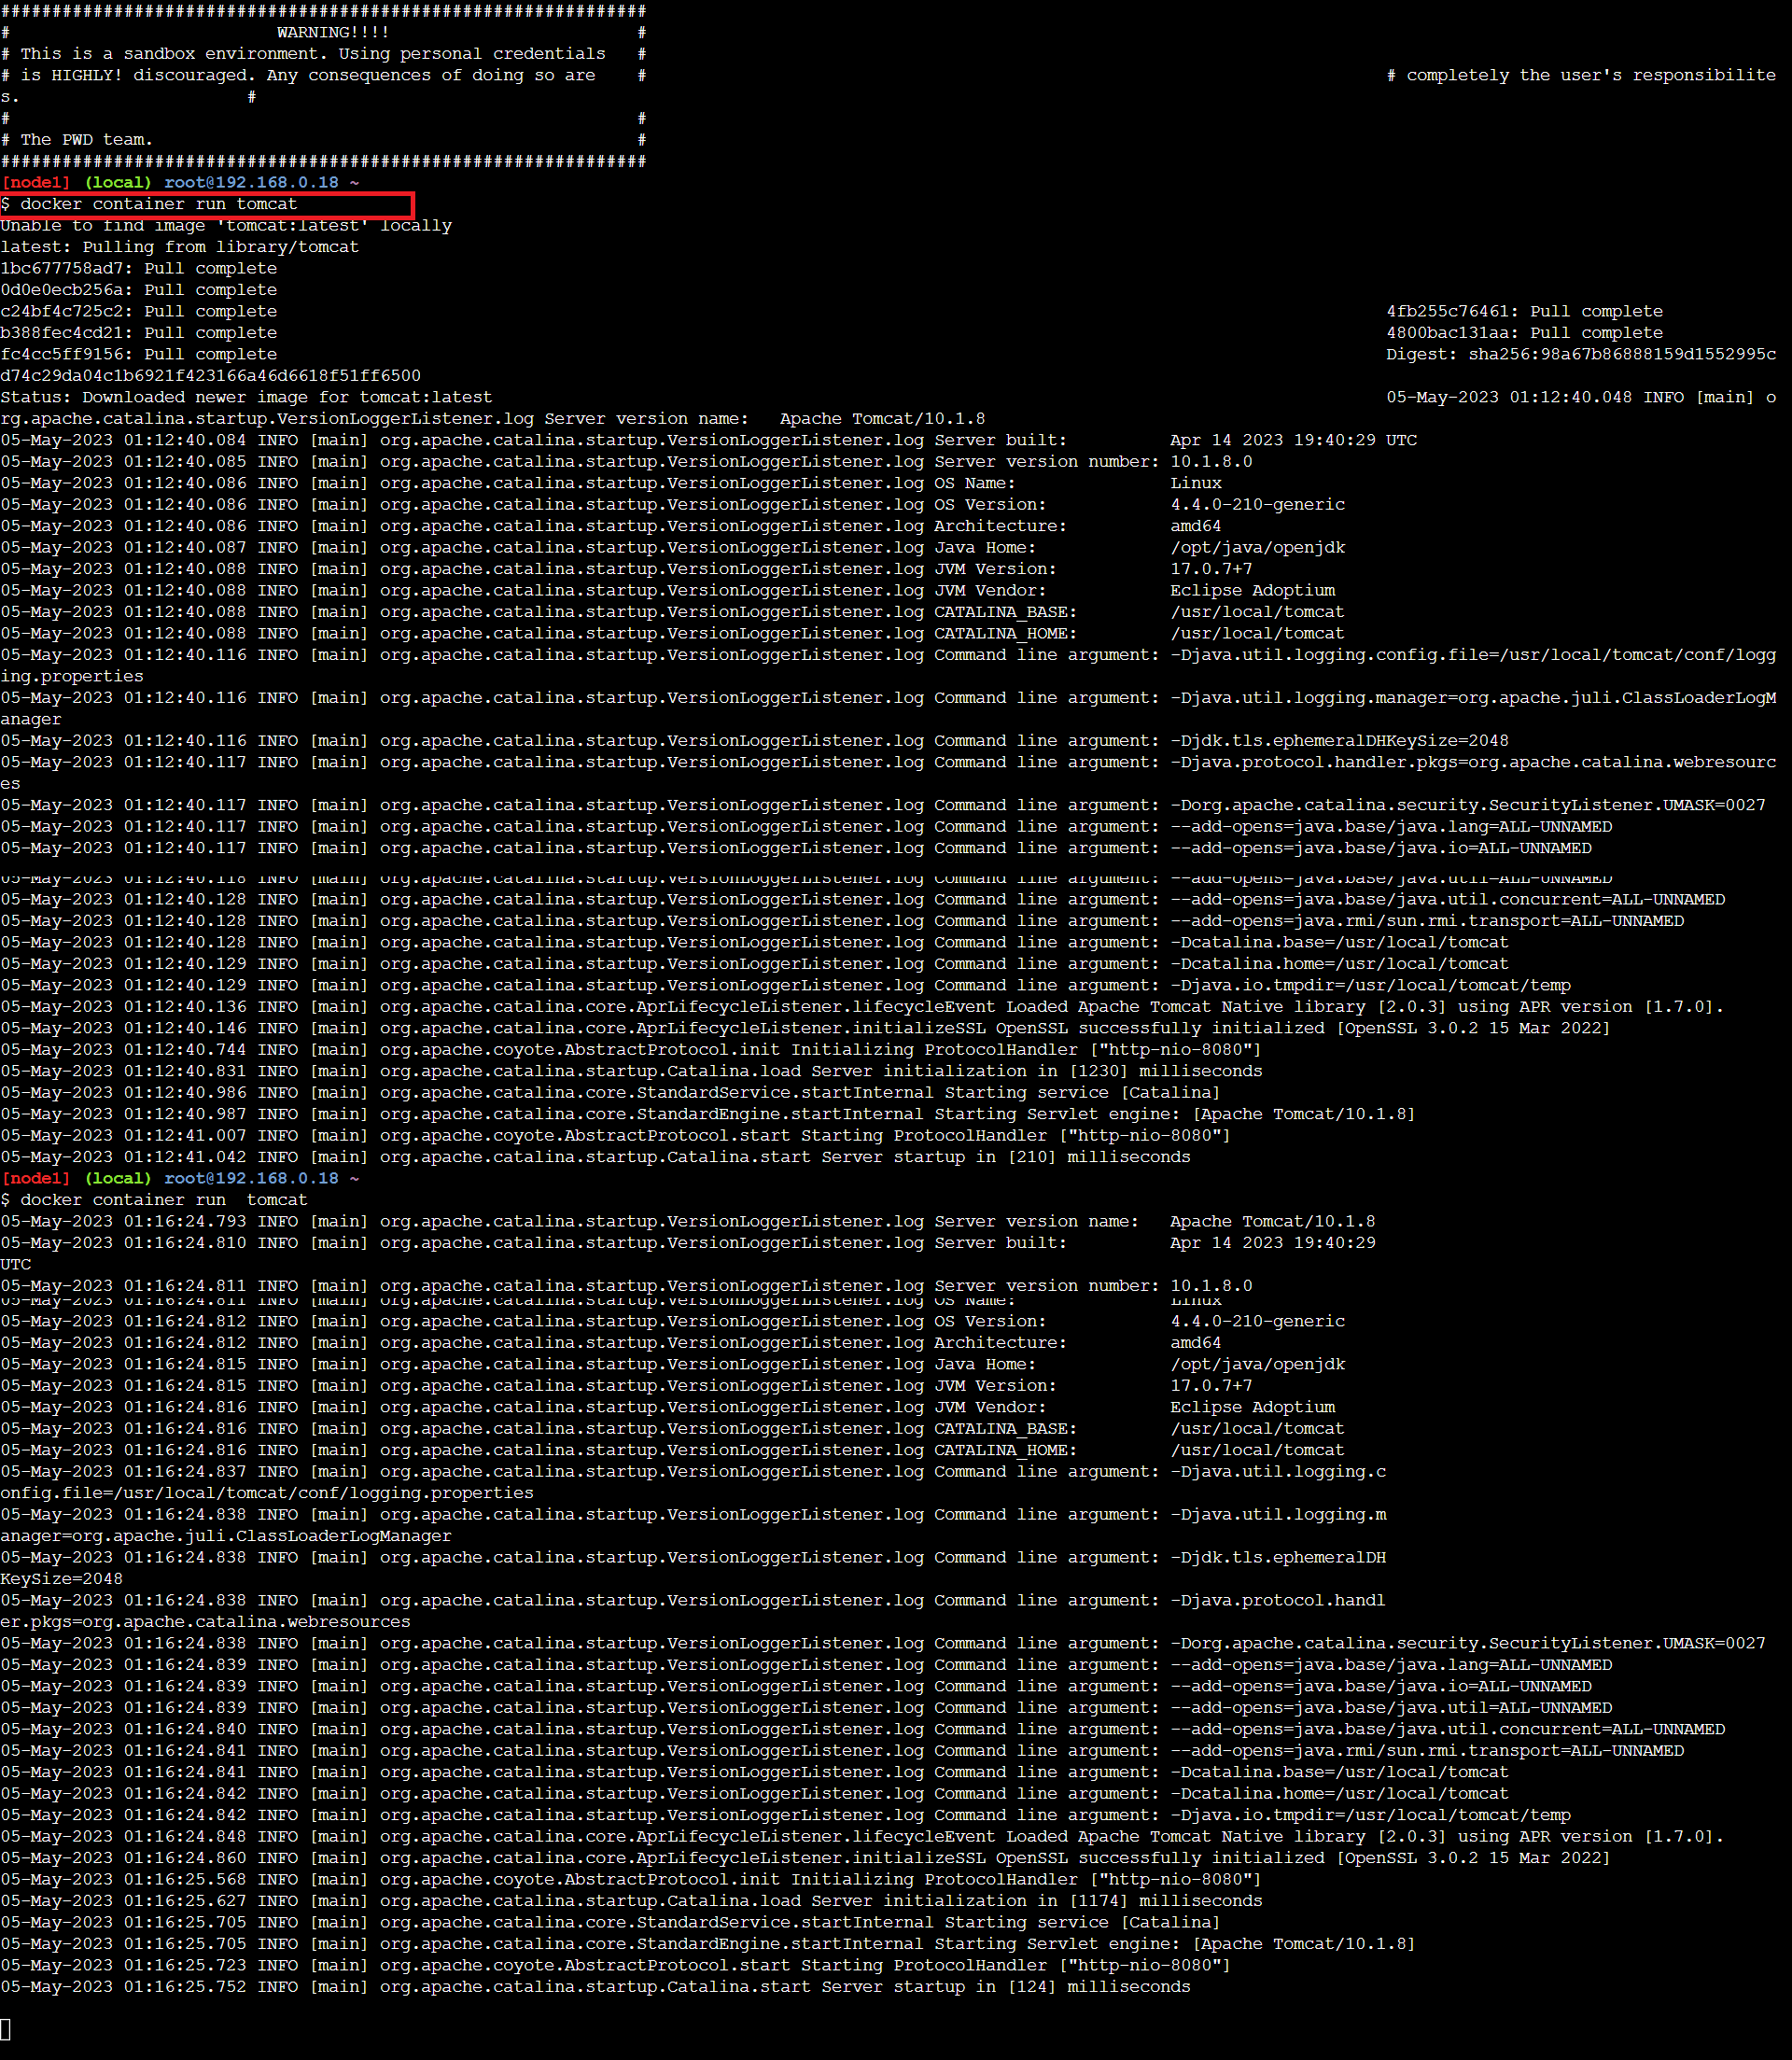 ###############################################################
#                          WARNING!!!!                        #
# This is a sandbox environment. Using personal credentials   #
# is HIGHLY! discouraged. Any consequences of doing so are    #                                                                         # completely the user's responsibilite
s.                      #
#                                                             #
# The PWD team.                                               #
###############################################################
[node1] (local) root@192.168.0.18 ~
$ docker container run tomcat
Unable to find image 'tomcat:latest' locally
latest: Pulling from library/tomcat
1bc677758ad7: Pull complete
0d0e0ecb256a: Pull complete
c24bf4c725c2: Pull complete                                                                                                            4fb255c76461: Pull complete
b388fec4cd21: Pull complete                                                                                                            4800bac131aa: Pull complete
fc4cc5ff9156: Pull complete                                                                                                            Digest: sha256:98a67b86888159d1552995c
d74c29da04c1b6921f423166a46d6618f51ff6500
Status: Downloaded newer image for tomcat:latest                                                                                       05-May-2023 01:12:40.048 INFO [main] o
rg.apache.catalina.startup.VersionLoggerListener.log Server version name:   Apache Tomcat/10.1.8
05-May-2023 01:12:40.084 INFO [main] org.apache.catalina.startup.VersionLoggerListener.log Server built:          Apr 14 2023 19:40:29 UTC
05-May-2023 01:12:40.085 INFO [main] org.apache.catalina.startup.VersionLoggerListener.log Server version number: 10.1.8.0
05-May-2023 01:12:40.086 INFO [main] org.apache.catalina.startup.VersionLoggerListener.log OS Name:               Linux
05-May-2023 01:12:40.086 INFO [main] org.apache.catalina.startup.VersionLoggerListener.log OS Version:            4.4.0-210-generic
05-May-2023 01:12:40.086 INFO [main] org.apache.catalina.startup.VersionLoggerListener.log Architecture:          amd64
05-May-2023 01:12:40.087 INFO [main] org.apache.catalina.startup.VersionLoggerListener.log Java Home:             /opt/java/openjdk
05-May-2023 01:12:40.088 INFO [main] org.apache.catalina.startup.VersionLoggerListener.log JVM Version:           17.0.7+7
05-May-2023 01:12:40.088 INFO [main] org.apache.catalina.startup.VersionLoggerListener.log JVM Vendor:            Eclipse Adoptium
05-May-2023 01:12:40.088 INFO [main] org.apache.catalina.startup.VersionLoggerListener.log CATALINA_BASE:         /usr/local/tomcat
05-May-2023 01:12:40.088 INFO [main] org.apache.catalina.startup.VersionLoggerListener.log CATALINA_HOME:         /usr/local/tomcat
05-May-2023 01:12:40.116 INFO [main] org.apache.catalina.startup.VersionLoggerListener.log Command line argument: -Djava.util.logging.config.file=/usr/local/tomcat/conf/logg
ing.properties
05-May-2023 01:12:40.116 INFO [main] org.apache.catalina.startup.VersionLoggerListener.log Command line argument: -Djava.util.logging.manager=org.apache.juli.ClassLoaderLogM
anager
05-May-2023 01:12:40.116 INFO [main] org.apache.catalina.startup.VersionLoggerListener.log Command line argument: -Djdk.tls.ephemeralDHKeySize=2048
05-May-2023 01:12:40.117 INFO [main] org.apache.catalina.startup.VersionLoggerListener.log Command line argument: -Djava.protocol.handler.pkgs=org.apache.catalina.webresourc
es
05-May-2023 01:12:40.117 INFO [main] org.apache.catalina.startup.VersionLoggerListener.log Command line argument: -Dorg.apache.catalina.security.SecurityListener.UMASK=0027
05-May-2023 01:12:40.117 INFO [main] org.apache.catalina.startup.VersionLoggerListener.log Command line argument: --add-opens=java.base/java.lang=ALL-UNNAMED
05-May-2023 01:12:40.117 INFO [main] org.apache.catalina.startup.VersionLoggerListener.log Command line argument: --add-opens=java.base/java.io=ALL-UNNAMED
05-May-2023 01:12:40.118 INFO [main] org.apache.catalina.startup.VersionLoggerListener.log Command line argument: --add-opens=java.base/java.util=ALL-UNNAMED
05-May-2023 01:12:40.128 INFO [main] org.apache.catalina.startup.VersionLoggerListener.log Command line argument: --add-opens=java.base/java.util.concurrent=ALL-UNNAMED
05-May-2023 01:12:40.128 INFO [main] org.apache.catalina.startup.VersionLoggerListener.log Command line argument: --add-opens=java.rmi/sun.rmi.transport=ALL-UNNAMED
05-May-2023 01:12:40.128 INFO [main] org.apache.catalina.startup.VersionLoggerListener.log Command line argument: -Dcatalina.base=/usr/local/tomcat
05-May-2023 01:12:40.129 INFO [main] org.apache.catalina.startup.VersionLoggerListener.log Command line argument: -Dcatalina.home=/usr/local/tomcat
05-May-2023 01:12:40.129 INFO [main] org.apache.catalina.startup.VersionLoggerListener.log Command line argument: -Djava.io.tmpdir=/usr/local/tomcat/temp
05-May-2023 01:12:40.136 INFO [main] org.apache.catalina.core.AprLifecycleListener.lifecycleEvent Loaded Apache Tomcat Native library [2.0.3] using APR version [1.7.0].
05-May-2023 01:12:40.146 INFO [main] org.apache.catalina.core.AprLifecycleListener.initializeSSL OpenSSL successfully initialized [OpenSSL 3.0.2 15 Mar 2022]
05-May-2023 01:12:40.744 INFO [main] org.apache.coyote.AbstractProtocol.init Initializing ProtocolHandler ["http-nio-8080"]
05-May-2023 01:12:40.831 INFO [main] org.apache.catalina.startup.Catalina.load Server initialization in [1230] milliseconds
05-May-2023 01:12:40.986 INFO [main] org.apache.catalina.core.StandardService.startInternal Starting service [Catalina]
05-May-2023 01:12:40.987 INFO [main] org.apache.catalina.core.StandardEngine.startInternal Starting Servlet engine: [Apache Tomcat/10.1.8]
05-May-2023 01:12:41.007 INFO [main] org.apache.coyote.AbstractProtocol.start Starting ProtocolHandler ["http-nio-8080"]
05-May-2023 01:12:41.042 INFO [main] org.apache.catalina.startup.Catalina.start Server startup in [210] milliseconds
[node1] (local) root@192.168.0.18 ~
$ docker container run  tomcat
05-May-2023 01:16:24.793 INFO [main] org.apache.catalina.startup.VersionLoggerListener.log Server version name:   Apache Tomcat/10.1.8
05-May-2023 01:16:24.810 INFO [main] org.apache.catalina.startup.VersionLoggerListener.log Server built:          Apr 14 2023 19:40:29
UTC
05-May-2023 01:16:24.811 INFO [main] org.apache.catalina.startup.VersionLoggerListener.log Server version number: 10.1.8.0
05-May-2023 01:16:24.811 INFO [main] org.apache.catalina.startup.VersionLoggerListener.log OS Name:               Linux
05-May-2023 01:16:24.812 INFO [main] org.apache.catalina.startup.VersionLoggerListener.log OS Version:            4.4.0-210-generic
05-May-2023 01:16:24.812 INFO [main] org.apache.catalina.startup.VersionLoggerListener.log Architecture:          amd64
05-May-2023 01:16:24.815 INFO [main] org.apache.catalina.startup.VersionLoggerListener.log Java Home:             /opt/java/openjdk
05-May-2023 01:16:24.815 INFO [main] org.apache.catalina.startup.VersionLoggerListener.log JVM Version:           17.0.7+7
05-May-2023 01:16:24.816 INFO [main] org.apache.catalina.startup.VersionLoggerListener.log JVM Vendor:            Eclipse Adoptium
05-May-2023 01:16:24.816 INFO [main] org.apache.catalina.startup.VersionLoggerListener.log CATALINA_BASE:         /usr/local/tomcat
05-May-2023 01:16:24.816 INFO [main] org.apache.catalina.startup.VersionLoggerListener.log CATALINA_HOME:         /usr/local/tomcat
05-May-2023 01:16:24.837 INFO [main] org.apache.catalina.startup.VersionLoggerListener.log Command line argument: -Djava.util.logging.c
onfig.file=/usr/local/tomcat/conf/logging.properties
05-May-2023 01:16:24.838 INFO [main] org.apache.catalina.startup.VersionLoggerListener.log Command line argument: -Djava.util.logging.m
anager=org.apache.juli.ClassLoaderLogManager
05-May-2023 01:16:24.838 INFO [main] org.apache.catalina.startup.VersionLoggerListener.log Command line argument: -Djdk.tls.ephemeralDH
KeySize=2048
05-May-2023 01:16:24.838 INFO [main] org.apache.catalina.startup.VersionLoggerListener.log Command line argument: -Djava.protocol.handl
er.pkgs=org.apache.catalina.webresources
05-May-2023 01:16:24.838 INFO [main] org.apache.catalina.startup.VersionLoggerListener.log Command line argument: -Dorg.apache.catalina.security.SecurityListener.UMASK=0027
05-May-2023 01:16:24.839 INFO [main] org.apache.catalina.startup.VersionLoggerListener.log Command line argument: --add-opens=java.base/java.lang=ALL-UNNAMED
05-May-2023 01:16:24.839 INFO [main] org.apache.catalina.startup.VersionLoggerListener.log Command line argument: --add-opens=java.base/java.io=ALL-UNNAMED
05-May-2023 01:16:24.839 INFO [main] org.apache.catalina.startup.VersionLoggerListener.log Command line argument: --add-opens=java.base/java.util=ALL-UNNAMED
05-May-2023 01:16:24.840 INFO [main] org.apache.catalina.startup.VersionLoggerListener.log Command line argument: --add-opens=java.base/java.util.concurrent=ALL-UNNAMED
05-May-2023 01:16:24.841 INFO [main] org.apache.catalina.startup.VersionLoggerListener.log Command line argument: --add-opens=java.rmi/sun.rmi.transport=ALL-UNNAMED
05-May-2023 01:16:24.841 INFO [main] org.apache.catalina.startup.VersionLoggerListener.log Command line argument: -Dcatalina.base=/usr/local/tomcat
05-May-2023 01:16:24.842 INFO [main] org.apache.catalina.startup.VersionLoggerListener.log Command line argument: -Dcatalina.home=/usr/local/tomcat
05-May-2023 01:16:24.842 INFO [main] org.apache.catalina.startup.VersionLoggerListener.log Command line argument: -Djava.io.tmpdir=/usr/local/tomcat/temp
05-May-2023 01:16:24.848 INFO [main] org.apache.catalina.core.AprLifecycleListener.lifecycleEvent Loaded Apache Tomcat Native library [2.0.3] using APR version [1.7.0].
05-May-2023 01:16:24.860 INFO [main] org.apache.catalina.core.AprLifecycleListener.initializeSSL OpenSSL successfully initialized [OpenSSL 3.0.2 15 Mar 2022]
05-May-2023 01:16:25.568 INFO [main] org.apache.coyote.AbstractProtocol.init Initializing ProtocolHandler ["http-nio-8080"]
05-May-2023 01:16:25.627 INFO [main] org.apache.catalina.startup.Catalina.load Server initialization in [1174] milliseconds
05-May-2023 01:16:25.705 INFO [main] org.apache.catalina.core.StandardService.startInternal Starting service [Catalina]
05-May-2023 01:16:25.705 INFO [main] org.apache.catalina.core.StandardEngine.startInternal Starting Servlet engine: [Apache Tomcat/10.1.8]
05-May-2023 01:16:25.723 INFO [main] org.apache.coyote.AbstractProtocol.start Starting ProtocolHandler ["http-nio-8080"]
05-May-2023 01:16:25.752 INFO [main] org.apache.catalina.startup.Catalina.start Server startup in [124] milliseconds